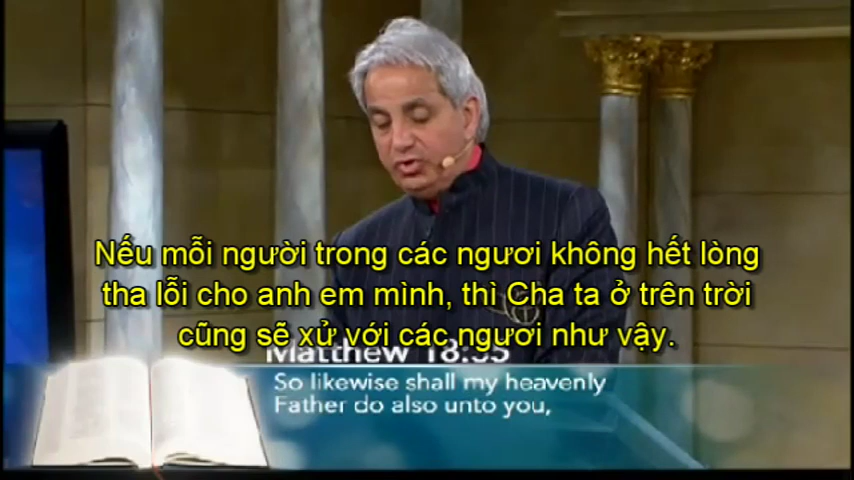 Nếu mỗi người trong các ngươi không hết lòng
tha lỗi cho anh em mình, thì Cha ta ở trên trời
cũng sẽ xử với các ngươi như vậy.
Matthew 18:35
So likewise shall my heavenly
Father do also unto you,